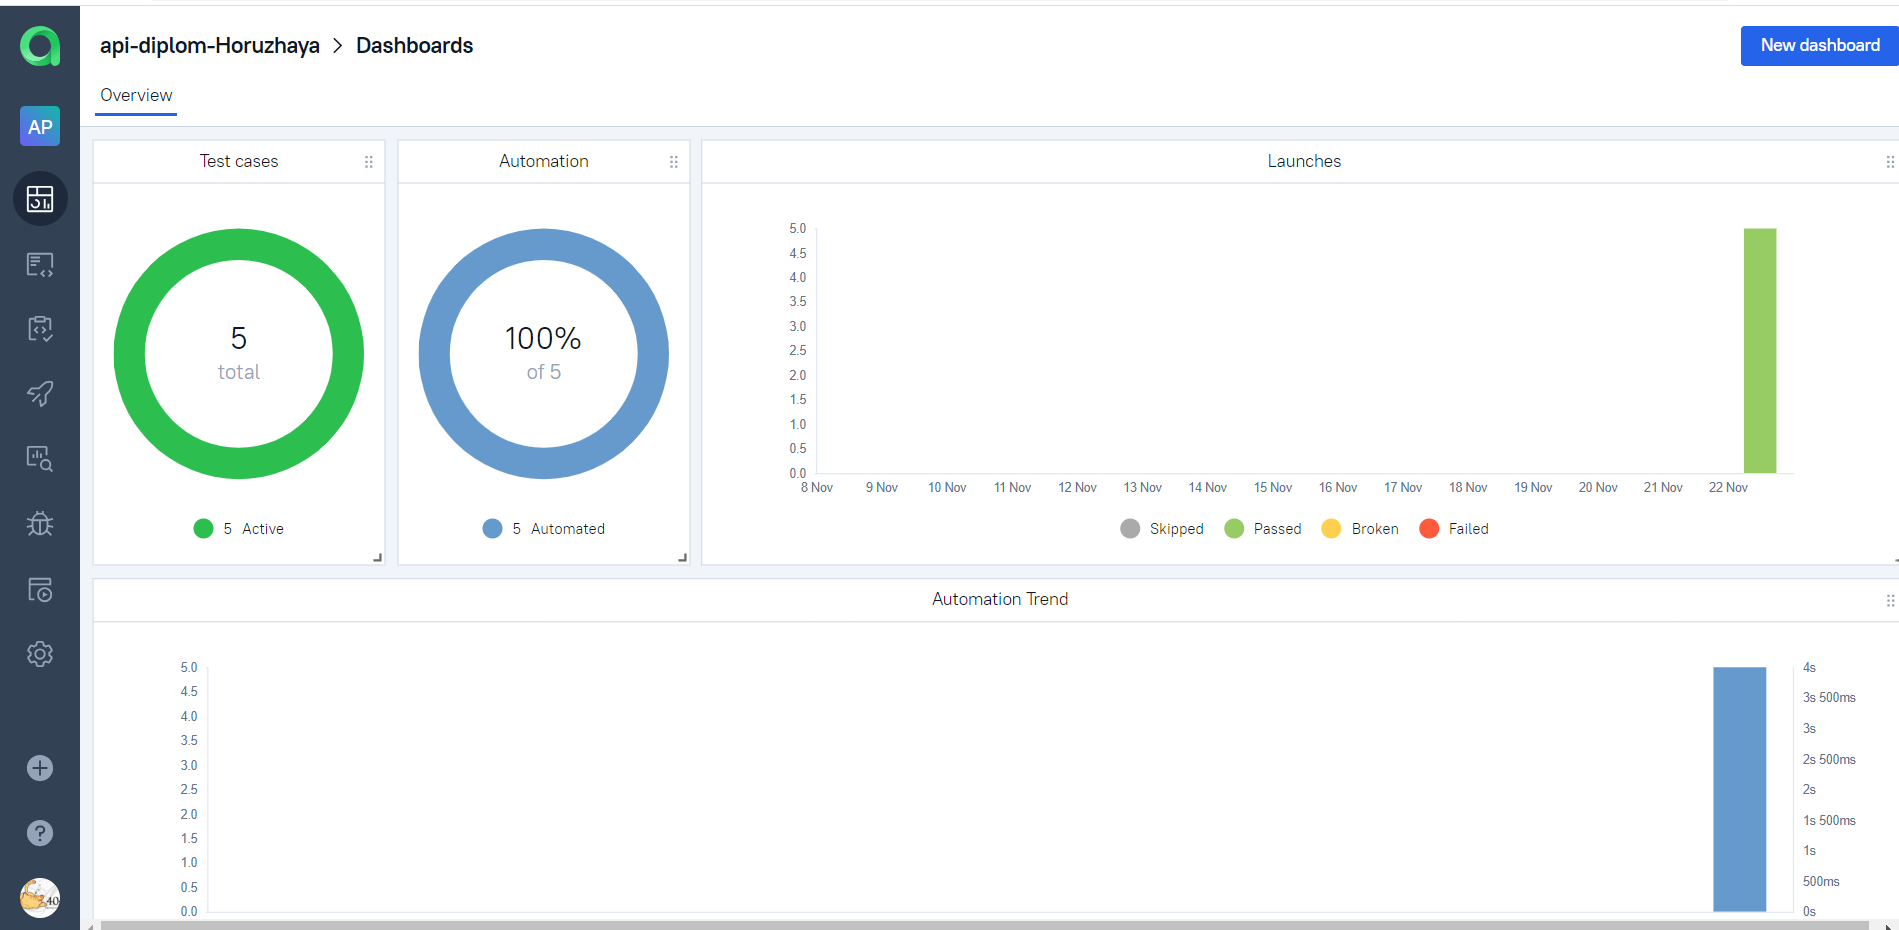 api-diplom-Horuzhaya > Dashboards
New dashboard
Overview
AP
Test cases
5
total
5 Active
Automation
100%
of 5
5 Automated
Launches
5.0
4.5
4.0
3.5
3.0
2.5
2.0
1.5
1.0
0.5
0.0
8 Nov 9 Nov 10 Nov 11 Nov 12 Nov 13 Nov 14 Nov 15 Nov 16 Nov 17 Nov 18 Nov 19 Nov 20 Nov 21 Nov 22 Nov
Skipped Passed Broken Failed
Automation Trend
5.0
4.5
4.0
3.5
3.0
2.5
2.0
1.5
1.0
0.5
0.0
4s
3s 500ms
3s
2s 500ms
2s
1s 500ms
1s
500ms
0s
?
40